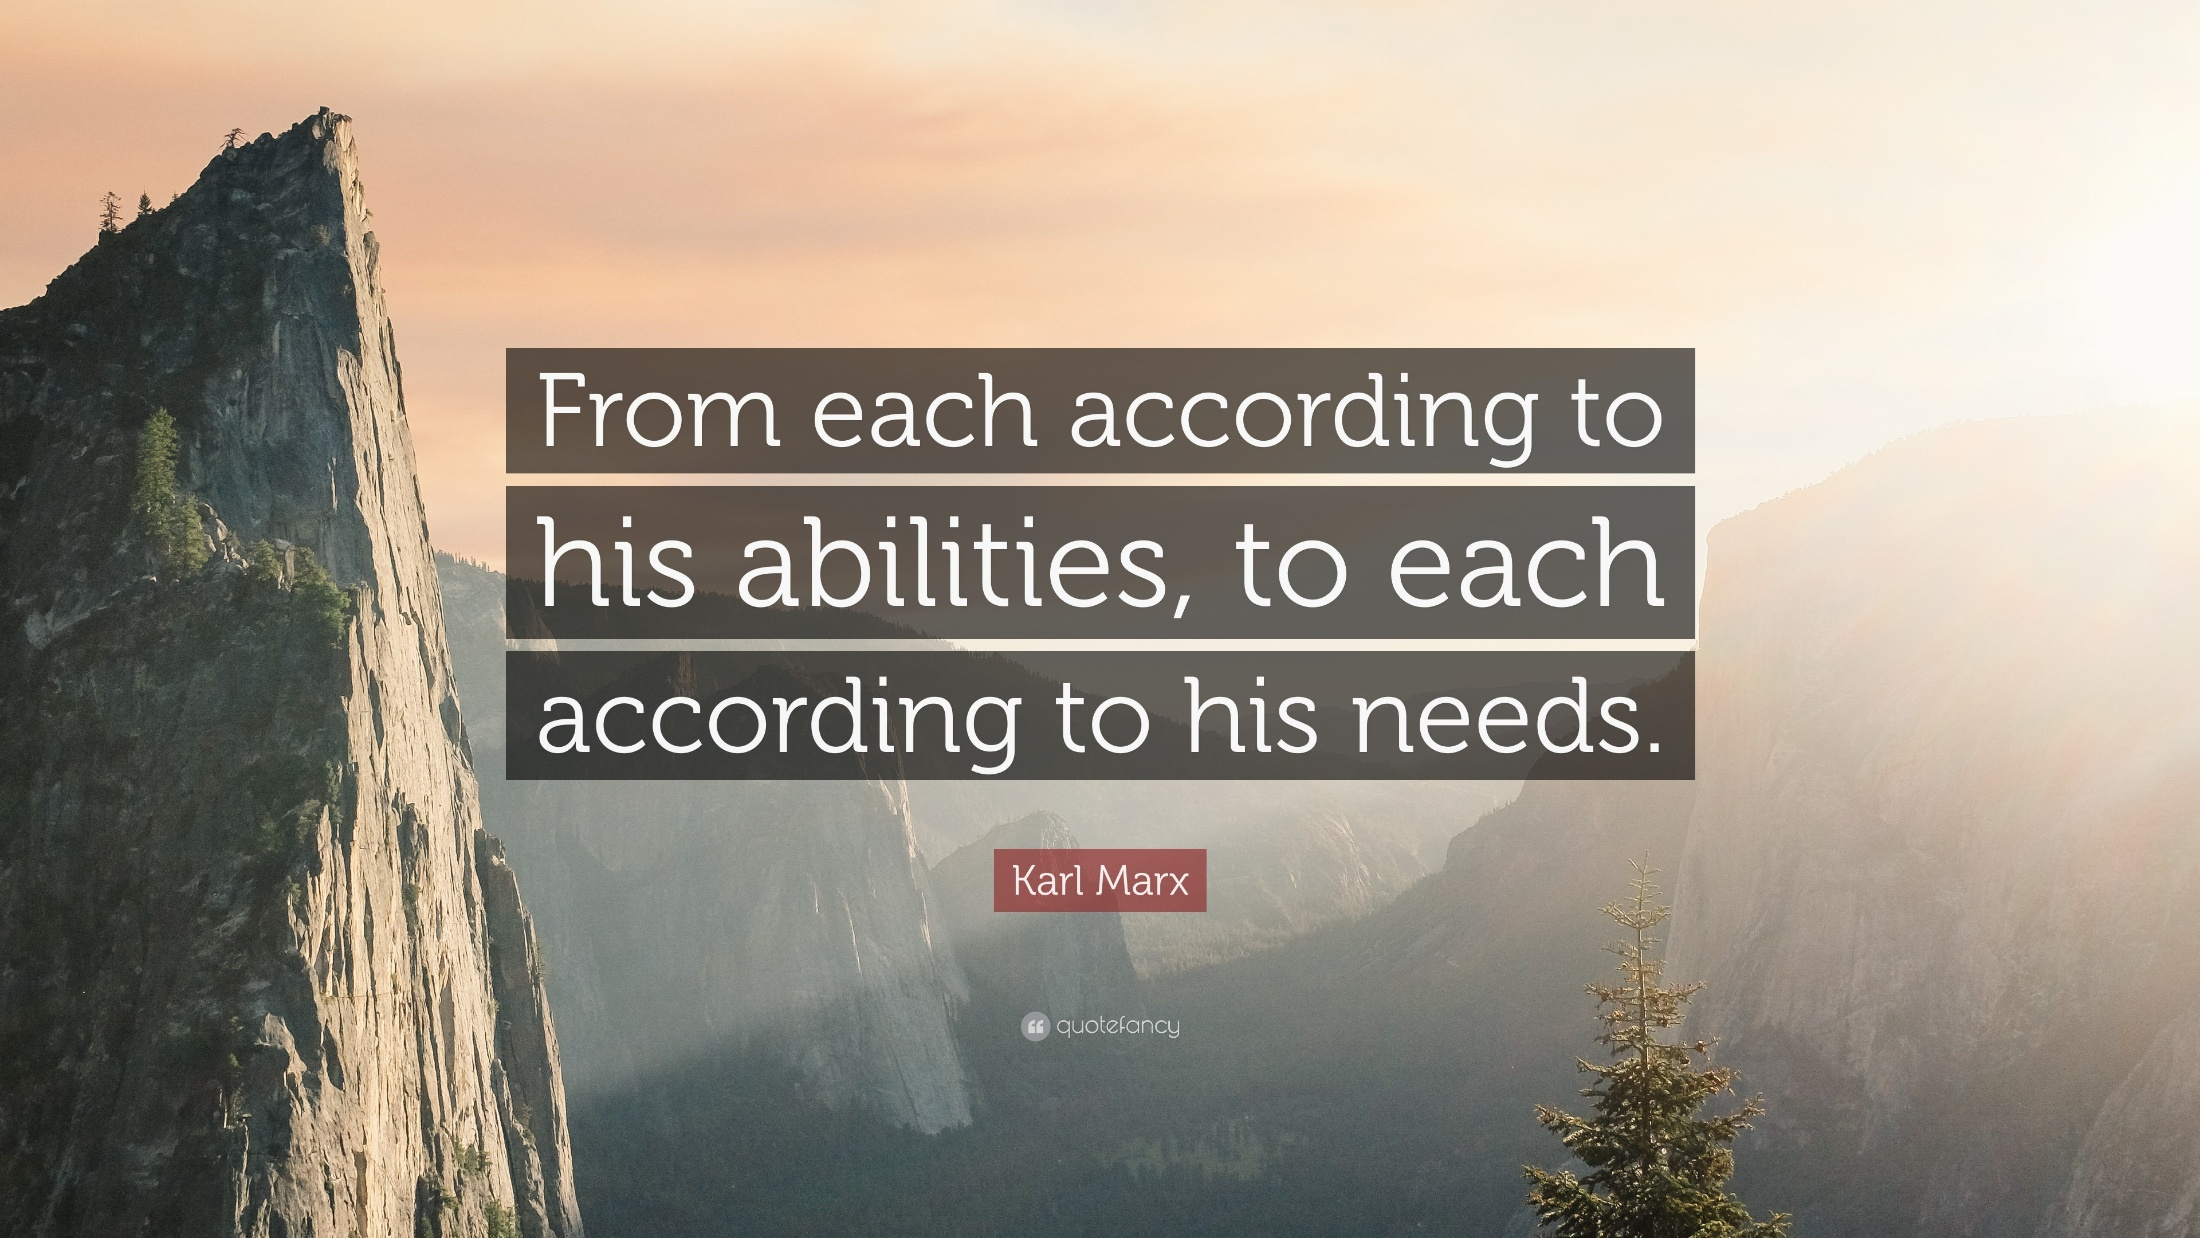 From each according to
his abilities, to each
according to his needs.
Karl Marx
quotefancy